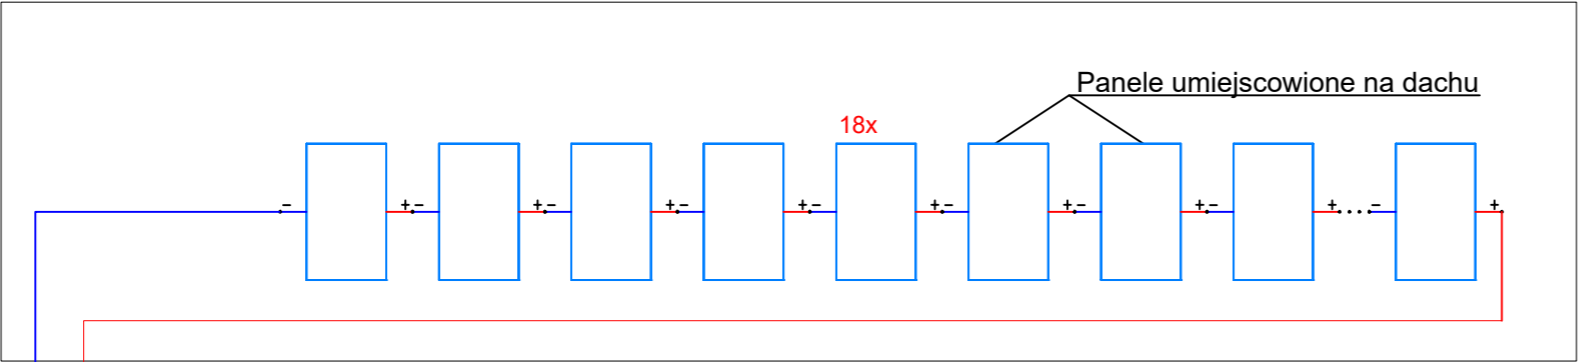 Panele umiejscowione na dachu
18x
- +- +- +- +- +- +- +- +....- +